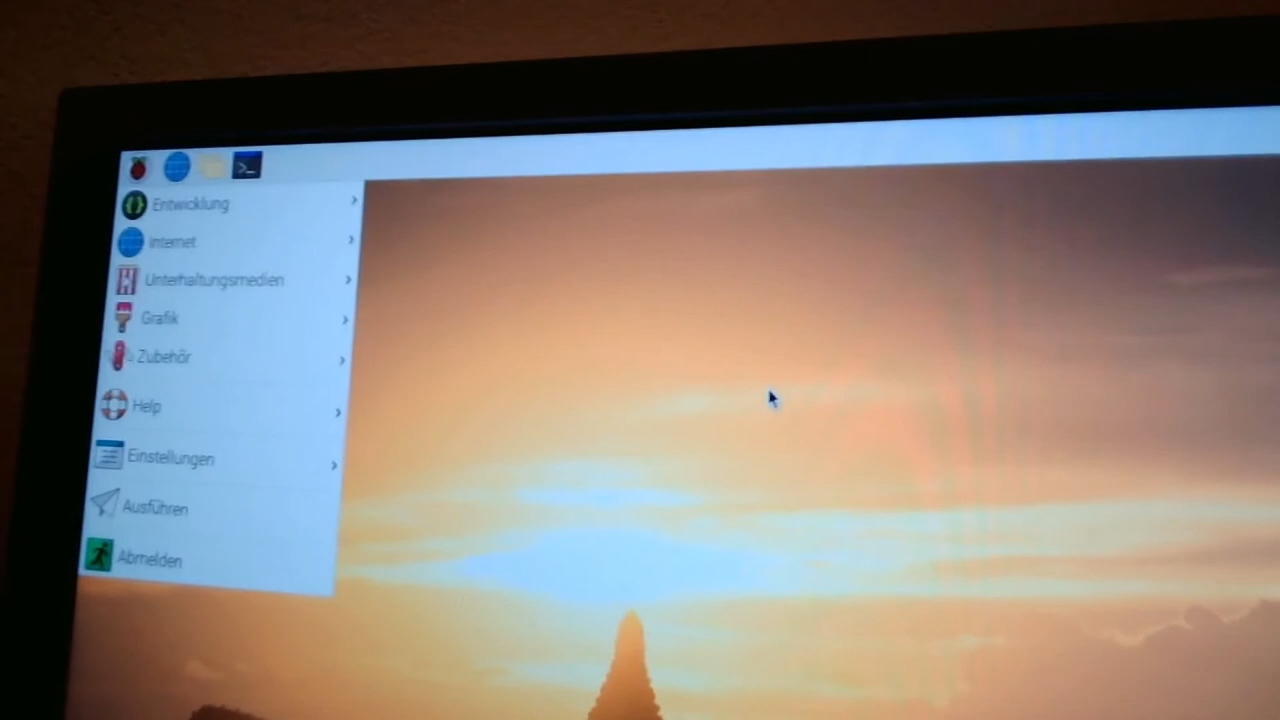 Entwicklung
Internet
Unterhaltungsmedien
Grafik
Zubehör
Help
Einstellungen
Ausführen
Abmelden